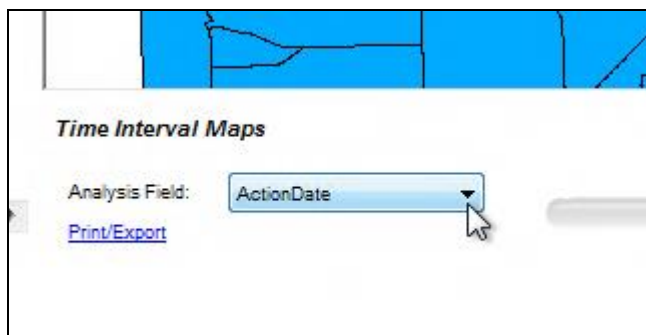 Time Interval Maps
Analysis Field: ActionDate
Print/Export